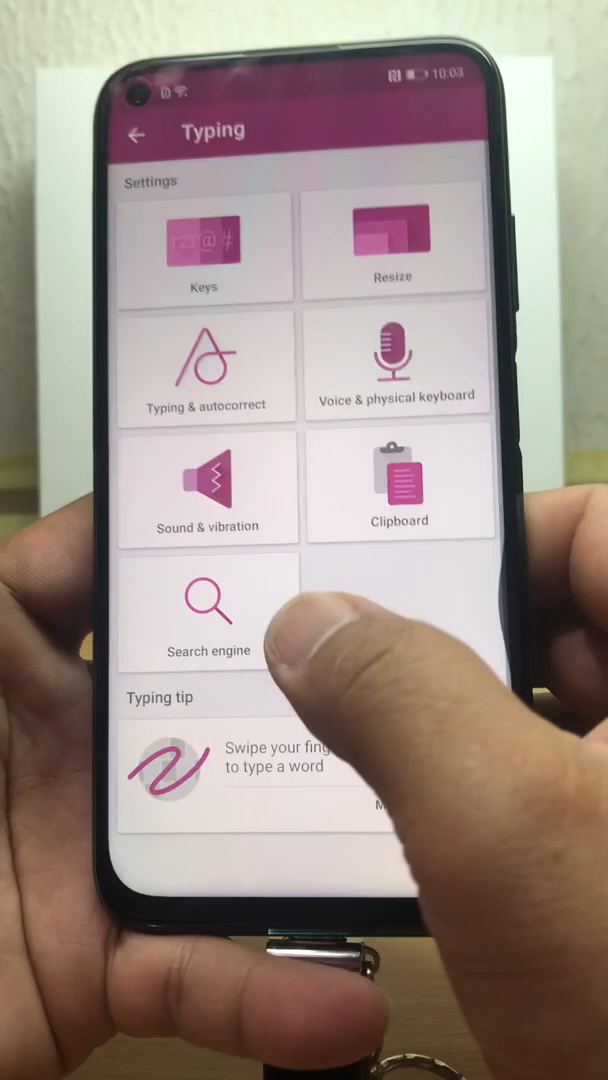 10:03
Typing
Settings
123@#
Keys
Resize
Typing & autocorrect
Voice & physical keyboard
Sound & vibration
Clipboard
Search engine
Typing tip
Swipe your fing
to type a word
M